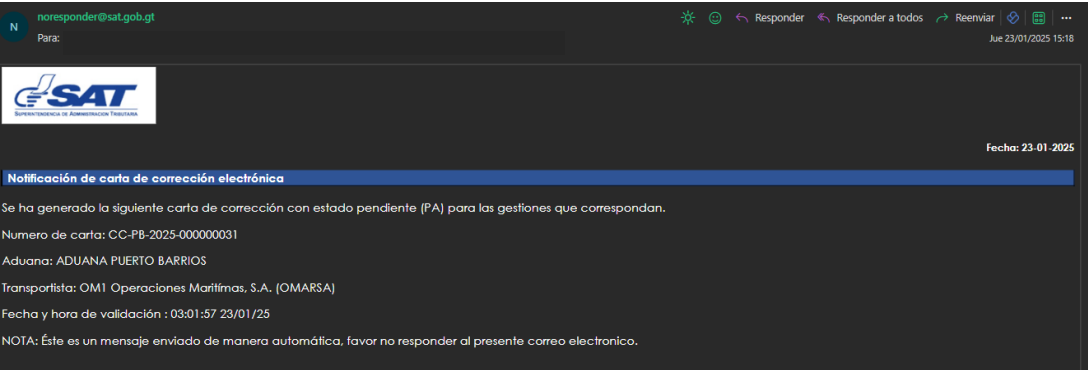 N
noresponder@sat.gob.gt
Responder
Responder a todos
Reenviar
Para:
Jue 23/01/2025 15:18
SAT
SUPERINTENDENCIA DE ADMINISTRACION TRIBUTARIA
Fecha: 23-01-2025
Notificación de carta de corrección electrónica
Se ha generado la siguiente carta de corrección con estado pendiente (PA) para las gestiones que correspondan.
Numero de carta: CC-PB-2025-000000031
Aduana: ADUANA PUERTO BARRIOS
Transportista: OM1 Operaciones Maritímas, S.A. (OMARSA)
Fecha y hora de validación : 03:01:57 23/01/25
NOTA: Éste es un mensaje enviado de manera automática, favor no responder al presente correo electronico.